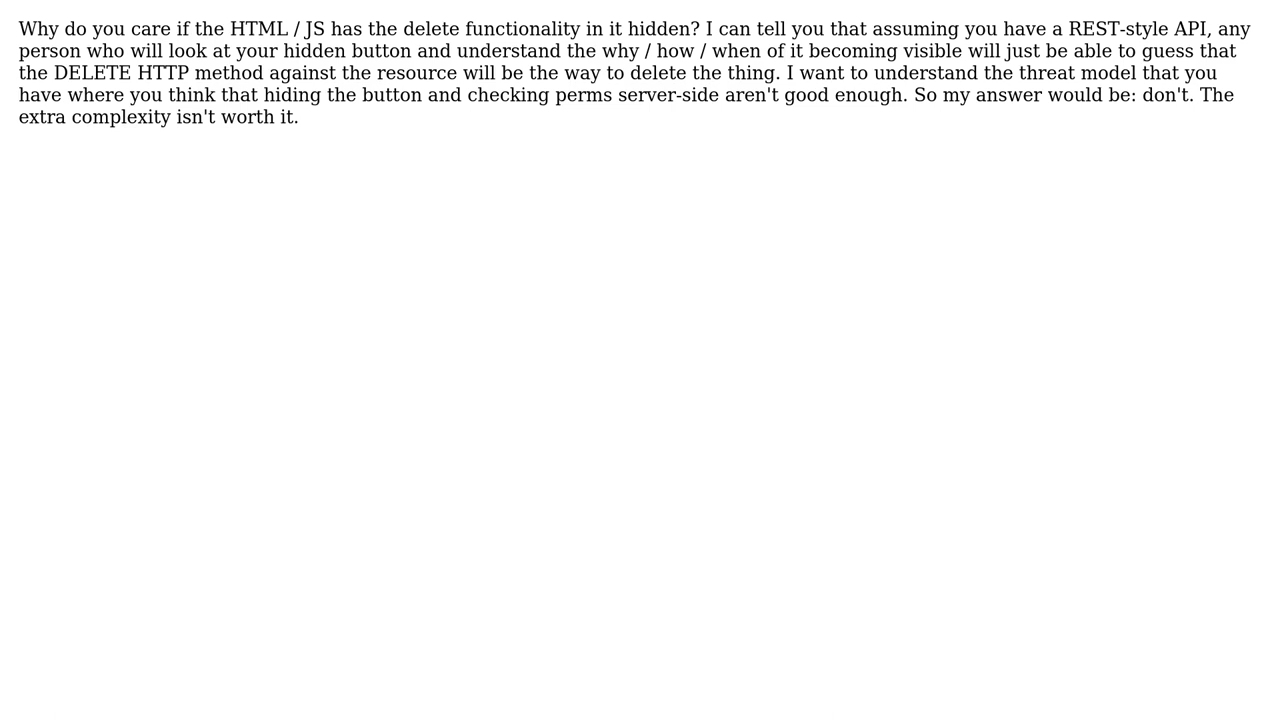 Why do you care if the HTML / JS has the delete functionality in it hidden? I can tell you that assuming you have a REST-style API, any
person who will look at your hidden button and understand the why / how / when of it becoming visible will just be able to guess that
the DELETE HTTP method against the resource will be the way to delete the thing. I want to understand the threat model that you
have where you think that hiding the button and checking perms server-side aren't good enough. So my answer would be: don't. The
extra complexity isn't worth it.